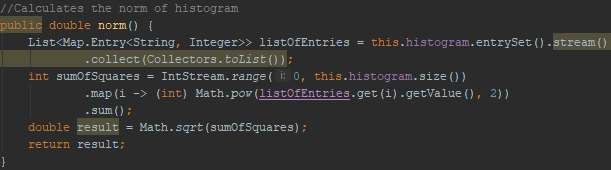 //Calculates the norm of histogram
public double norm() {
List<Map.Entry<String, Integer>> listOfEntries = this.histogram.entrySet().stream()
.collect(Collectors.toList());
int sumOfSquares = IntStream.range( i: 0, this.histogram.size())
.map(i -> (int) Math.pow(listOfEntries.get(i).getValue(), 2))
.sum();
double result = Math.sqrt(sumOfSquares);
return result;
}